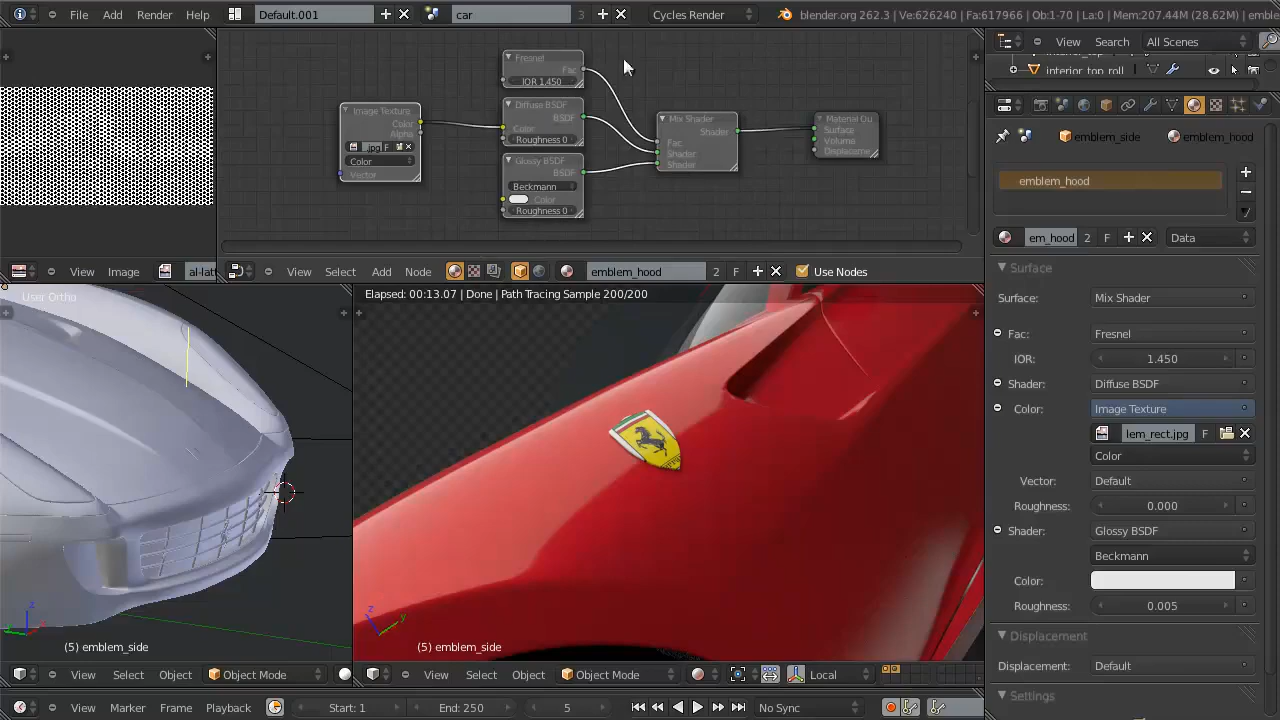 File Add Render Help Default.001 car 3 Cycles Render blender.org 262.3 | Ve:626240 | Fa:617966 | Ob:1-70 | La:0 | Mem:207.44M (28.62M) | emble
View Search All Scenes
interior_top_roll
Fresnel
Fac
IOR 1.450
Image Texture
Color
Alpha
.jpg F
Color
Vector
Diffuse BSDF
BSDF
Color
Roughness 0
Glossy BSDF
BSDF
Beckmann
Color
Roughness 0
Mix Shader
Shader
Fac
Shader
Shader
Material Ou
Surface
Volume
Displaceme
emblem_side emblem_hood
emblem_hood
em_hood 2 F Data
View Image al-lat
View Select Add Node emblem_hood 2 F Use Nodes
Surface
Surface: Mix Shader
Fac: Fresnel
IOR: 1.450
Shader: Diffuse BSDF
Color: Image Texture
lem_rect.jpg F
Color
Vector: Default
Roughness: 0.000
Shader: Glossy BSDF
Beckmann
Color:
Roughness: 0.005
Displacement
Displacement: Default
Settings
User Ortho
(5) emblem_side
Elapsed: 00:13.07 | Done | Path Tracing Sample 200/200
(5) emblem_side
View Select Object Object Mode
View Select Object Object Mode Local
View Marker Frame Playback Start: 1 End: 250 5 No Sync